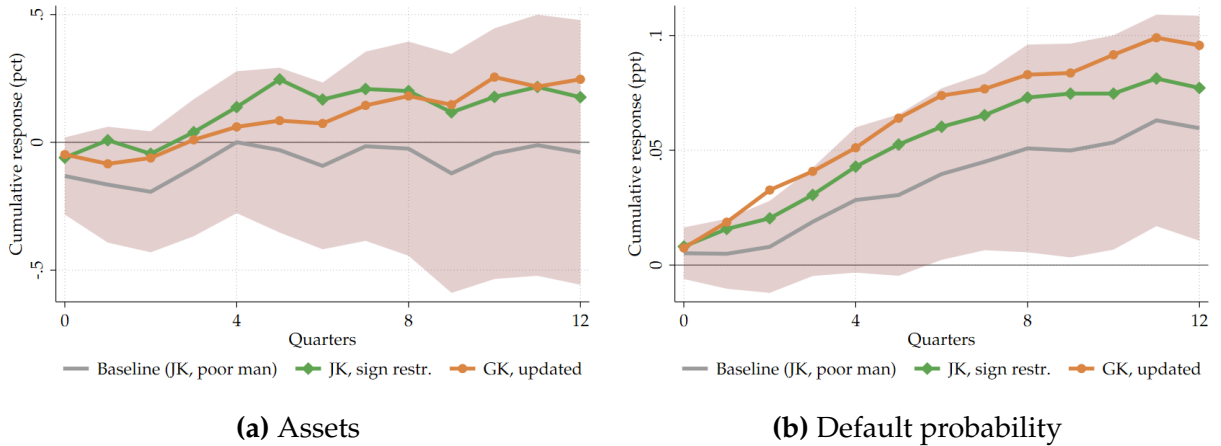 Cumulative response (pct)
.5
0
-.5
0 4 8 12
Quarters
Baseline (JK, poor man) JK, sign restr. GK, updated
(a) Assets
Cumulative response (ppt)
.1
.05
0
0 4 8 12
Quarters
Baseline (JK, poor man) JK, sign restr. GK, updated
(b) Default probability